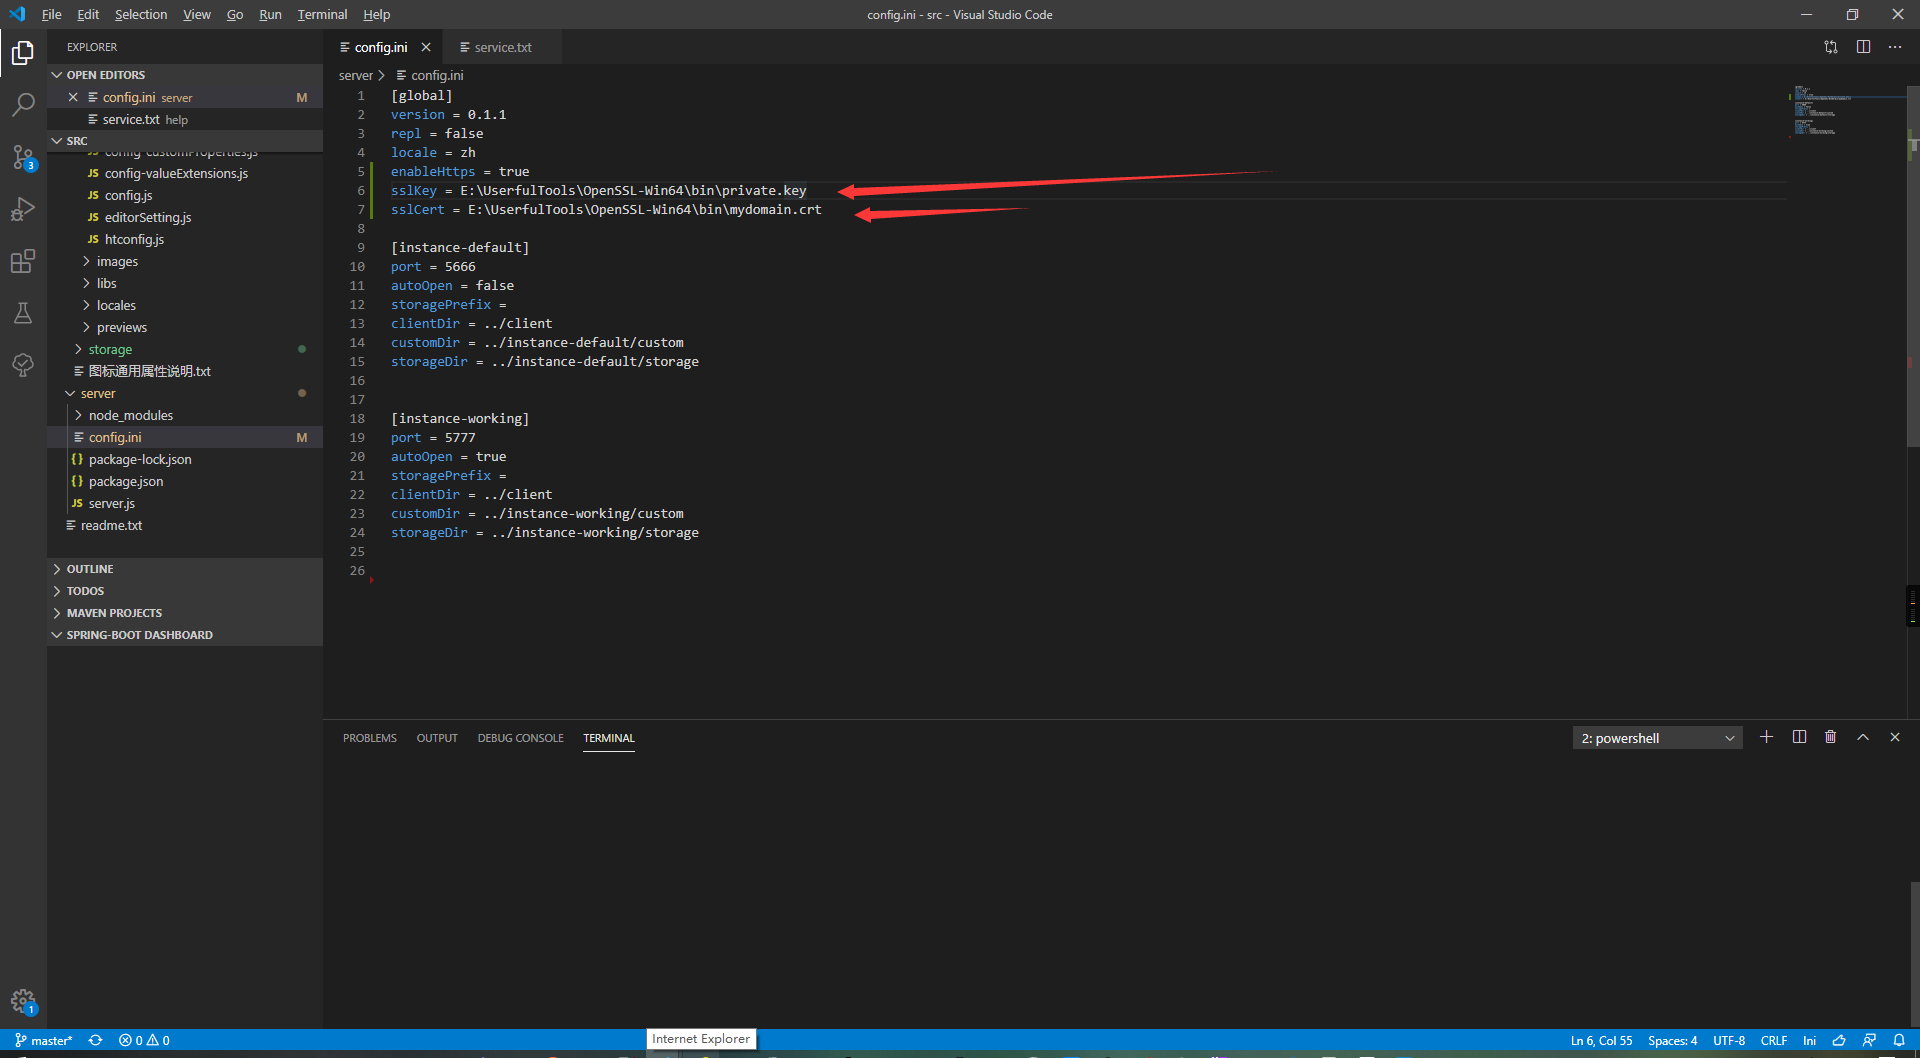 File Edit Selection View Go Run Terminal Help
config.ini - src - Visual Studio Code
EXPLORER
OPEN EDITORS
config.ini server M
service.txt help
SRC
config-customProperties.js
JS config-valueExtensions.js
JS config.js
JS editorSetting.js
JS htconfig.js
images
libs
locales
previews
storage
图标通用属性说明.txt
server
node_modules
config.ini M
{} package-lock.json
{} package.json
JS server.js
readme.txt
OUTLINE
TODOS
MAVEN PROJECTS
SPRING-BOOT DASHBOARD
3
1
config.ini
service.txt
server > config.ini
1 [global]
2 version = 0.1.1
3 repl = false
4 locale = zh
5 enableHttps = true
6 sslKey = E:\UserfulTools\OpenSSL-Win64\bin\private.key
7 sslCert = E:\UserfulTools\OpenSSL-Win64\bin\mydomain.crt
8
9 [instance-default]
10 port = 5666
11 autoOpen = false
12 storagePrefix =
13 clientDir = ../client
14 customDir = ../instance-default/custom
15 storageDir = ../instance-default/storage
16
17
18 [instance-working]
19 port = 5777
20 autoOpen = true
21 storagePrefix =
22 clientDir = ../client
23 customDir = ../instance-working/custom
24 storageDir = ../instance-working/storage
25
26
PROBLEMS OUTPUT DEBUG CONSOLE TERMINAL
2: powershell
master* 0 0
Internet Explorer
Ln 6, Col 55 Spaces: 4 UTF-8 CRLF Ini